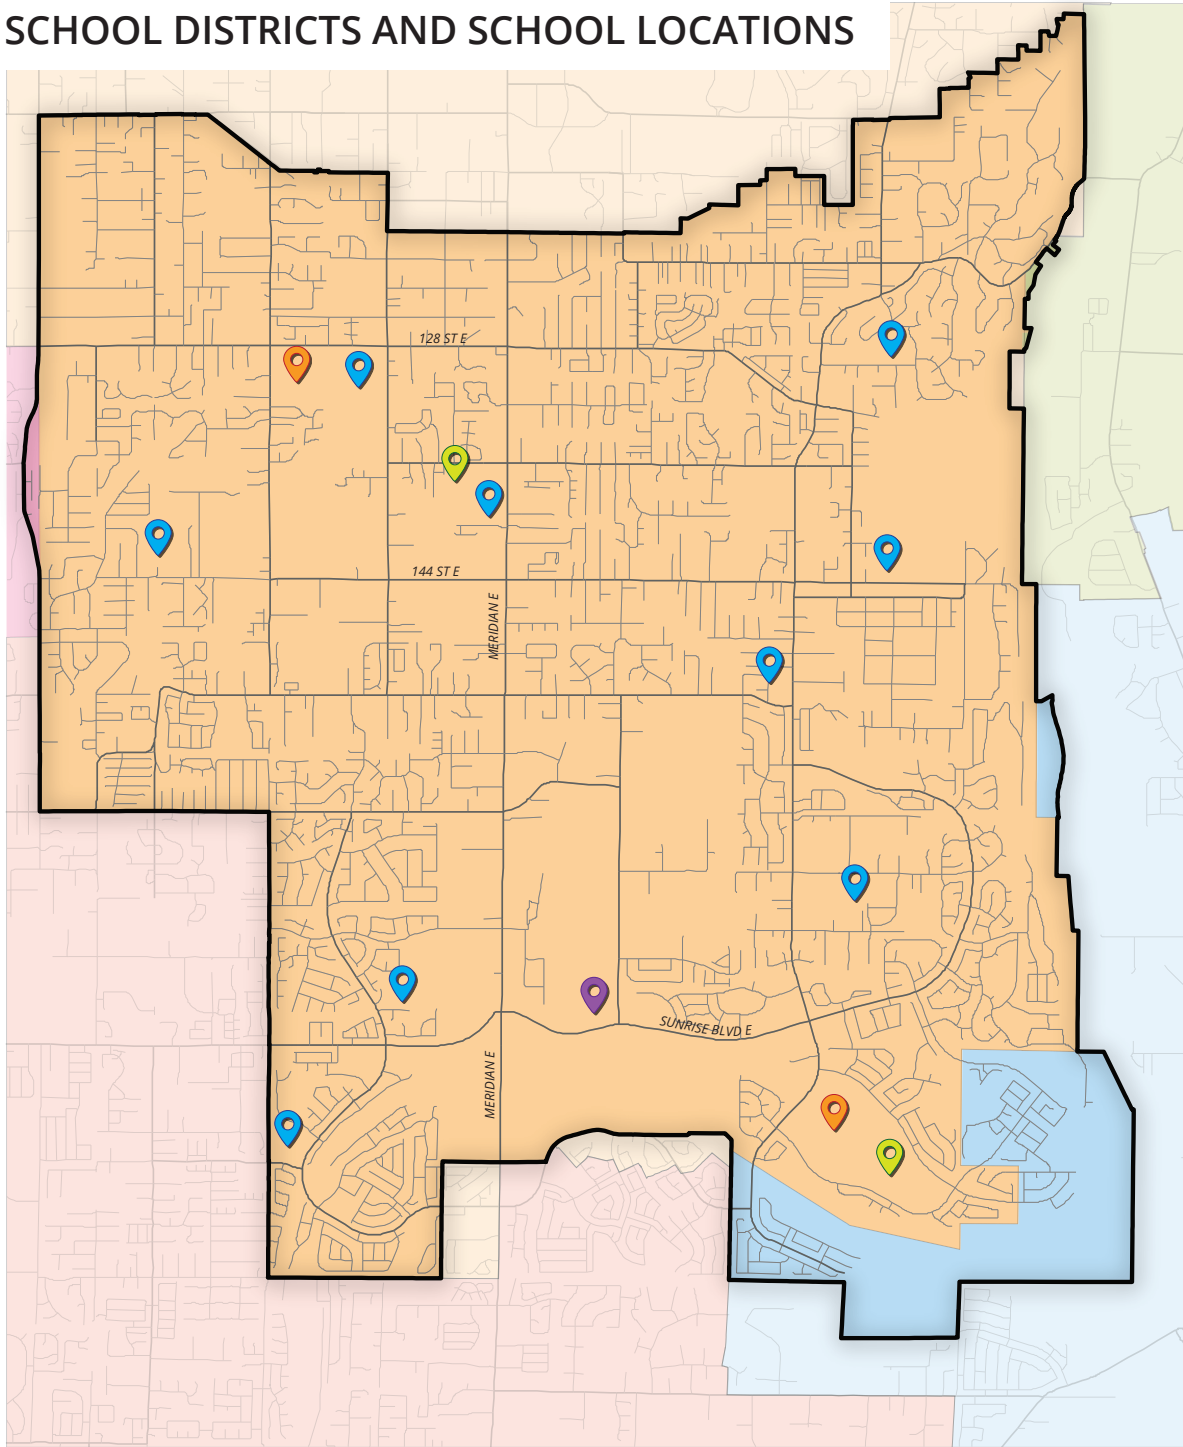 SCHOOL DISTRICTS AND SCHOOL LOCATIONS
128 ST E
144 ST E
MERIDIAN E
SUNRISE BLVD E
MERIDIAN E